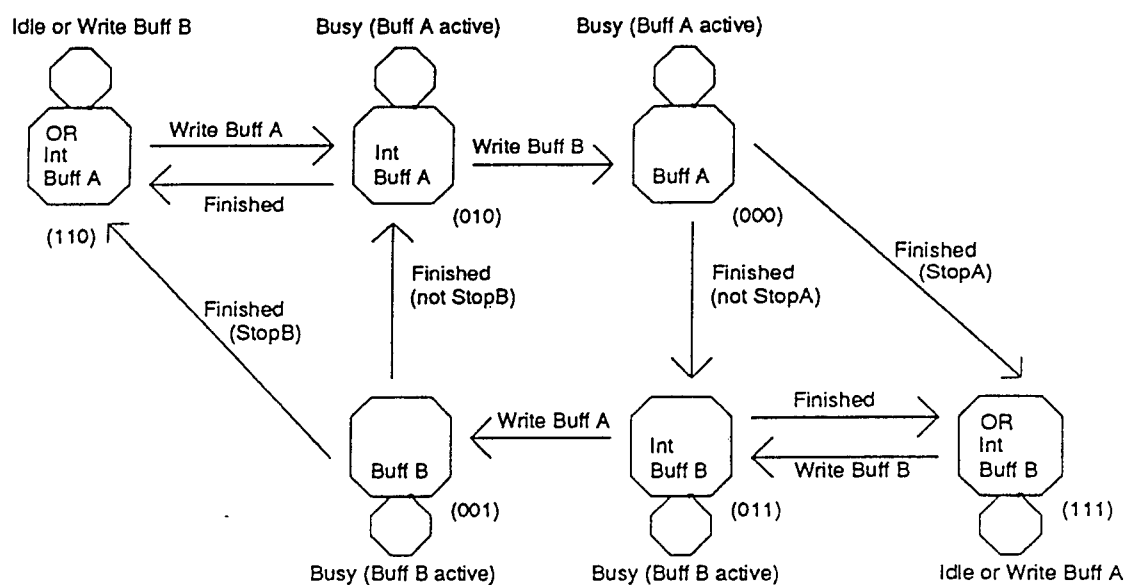 Idle or Write Buff B
Busy (Buff A active)
Busy (Buff A active)
OR
Int
Buff A
Write Buff A
Finished
Int
Buff A
Write Buff B
Buff A
(110)
(010)
(000)
Finished
(StopB)
Finished
(not StopB)
Finished
(not StopA)
Finished
(StopA)
Buff B
Write Buff A
Int
Buff B
Finished
Write Buff B
OR
Int
Buff B
(001)
(011)
(111)
Busy (Buff B active)
Busy (Buff B active)
Idle or Write Buff A